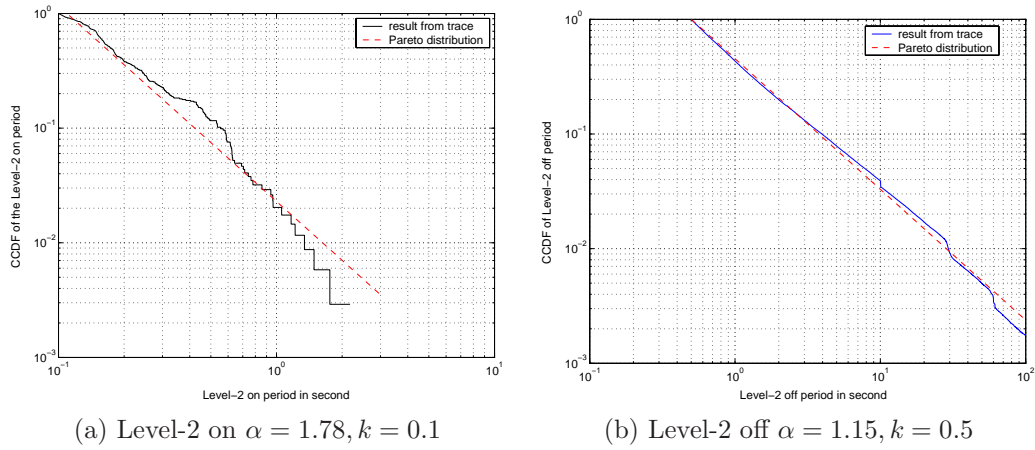 10^0
10^-1
10^-2
10^-3
CCDF of the Level-2 on period
10^-1
10^0
10^1
Level-2 on period in second
result from trace
Pareto distribution
(a) Level-2 on α = 1.78, k = 0.1
10^0
10^-1
10^-2
10^-3
CCDF of Level-2 off period
10^-1
10^0
10^1
10^2
Level-2 off period in second
result from trace
Pareto distribution
(b) Level-2 off α = 1.15, k = 0.5